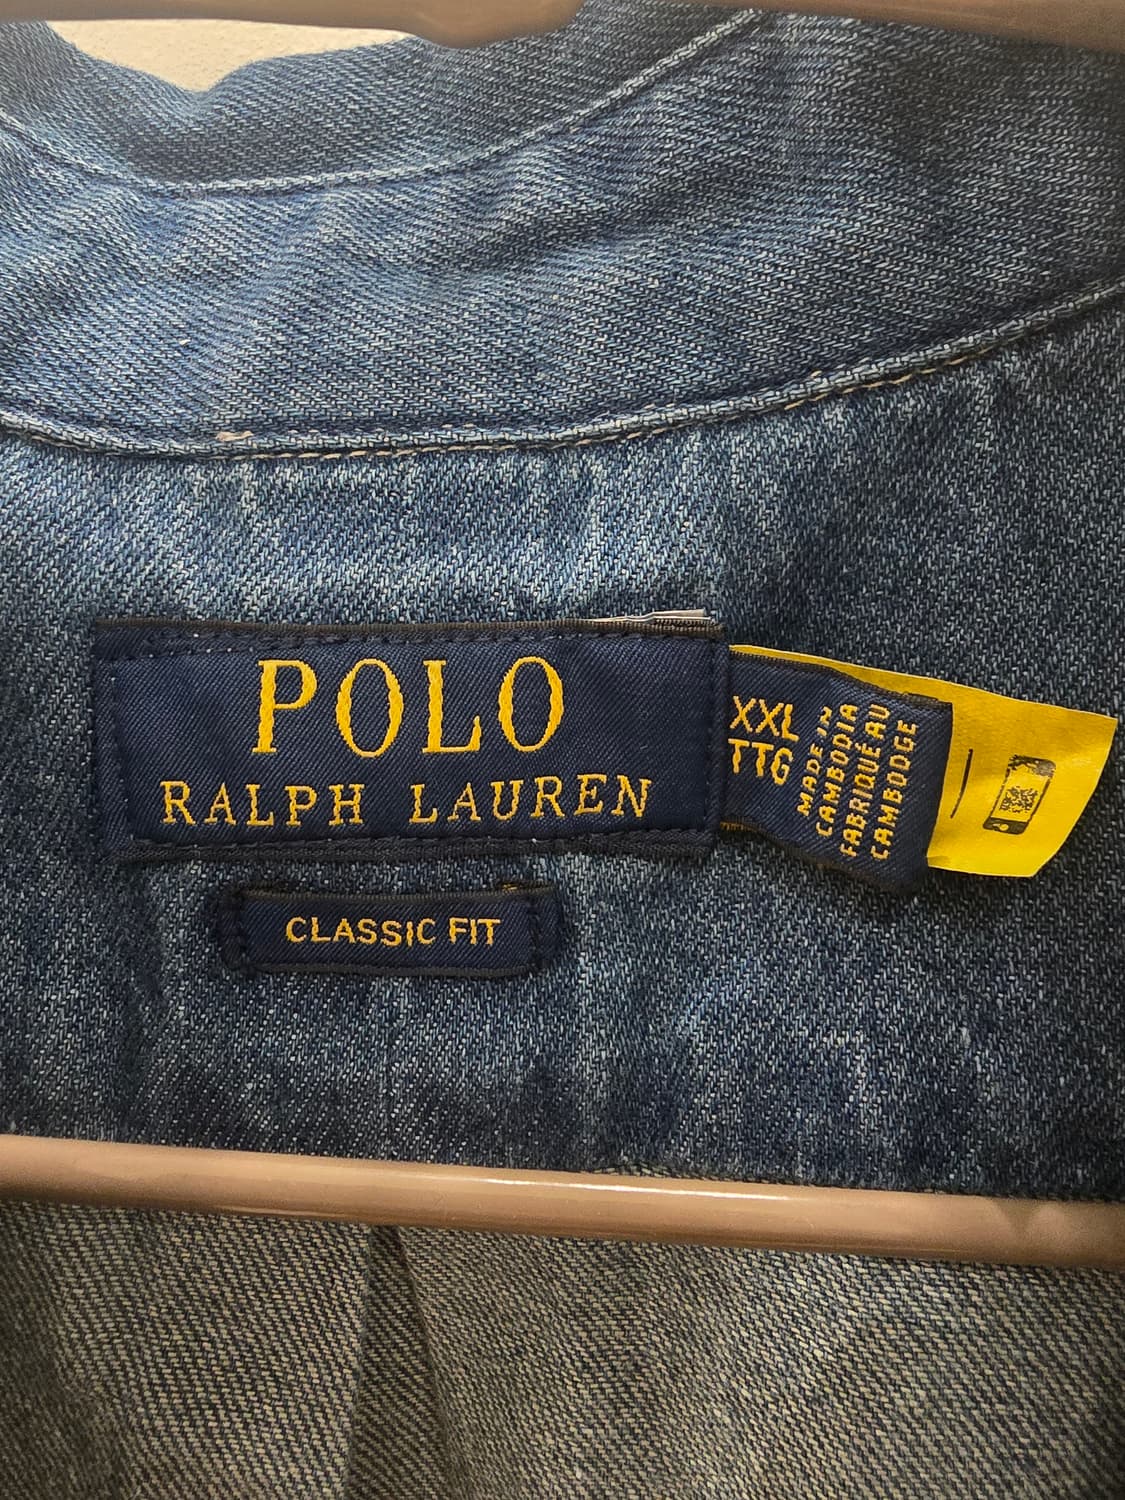 POLO
RALPH LAUREN
CLASSIC FIT
XXL
TTG
MADE IN
CAMBODIA
FABRIQUÉ AU
CAMBODGE